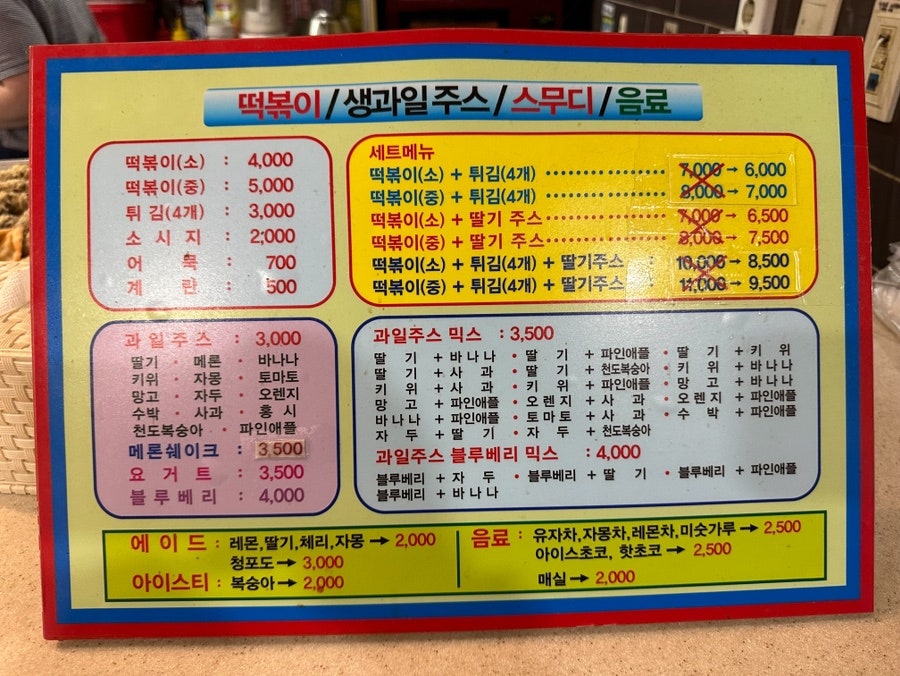 떡볶이 / 생과일 주스 / 스무디 / 음료
떡볶이(소) : 4,000
떡볶이(중) : 5,000
튀 김(4개) : 3,000
소 시 지 : 2,000
어 묵 : 700
계 란 : 500
세트메뉴
떡볶이(소) + 튀김(4개) 7,000 → 6,000
떡볶이(중) + 튀김(4개) 8,000 → 7,000
떡볶이(소) + 딸기 주스 7,000 → 6,500
떡볶이(중) + 딸기 주스 8,000 → 7,500
떡볶이(소) + 튀김(4개) + 딸기주스 : 10,000 → 8,500
떡볶이(중) + 튀김(4개) + 딸기주스 : 11,000 → 9,500
과일주스 : 3,000
딸기 · 메론 · 바나나
키위 · 자몽 · 토마토
망고 · 자두 · 오렌지
수박 · 사과 · 홍 시
천도복숭아 · 파인애플
메론쉐이크 : 3,500
요 거 트 : 3,500
블루베리 : 4,000
과일주스 믹스 : 3,500
딸 기 + 바 나 나 · 딸 기 + 파인애플 · 딸 기 + 키 위
키 위 + 사 과 · 딸 기 + 천도복숭아 · 키 위 + 바 나 나
키 위 + 사 과 · 키 위 + 파인애플 · 망 고 + 바 나 나
망 고 + 파인애플 · 오 렌 지 + 사 과 · 오 렌 지 + 파인애플
바 나 나 + 파인애플 · 토 마 토 + 사 과 · 수 박 + 파인애플
자 두 + 딸 기 · 자 두 + 천도복숭아
과일주스 블루베리 믹스 : 4,000
블루베리 + 자 두 · 블루베리 + 딸 기 · 블루베리 + 파인애플
블루베리 + 바 나 나
에 이 드 : 레몬,딸기,체리,자몽 → 2,000
청포도 → 3,000
아이스티 : 복숭아 → 2,000
음료 : 유자차,자몽차,레몬차,미숫가루 → 2,500
아이스초코, 핫초코 → 2,500
매실 → 2,000